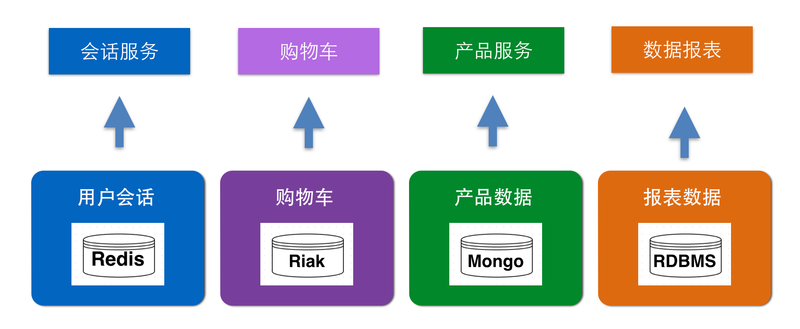 会话服务
购物车
产品服务
数据报表
用户会话
购物车
产品数据
报表数据
Redis
Riak
Mongo
RDBMS